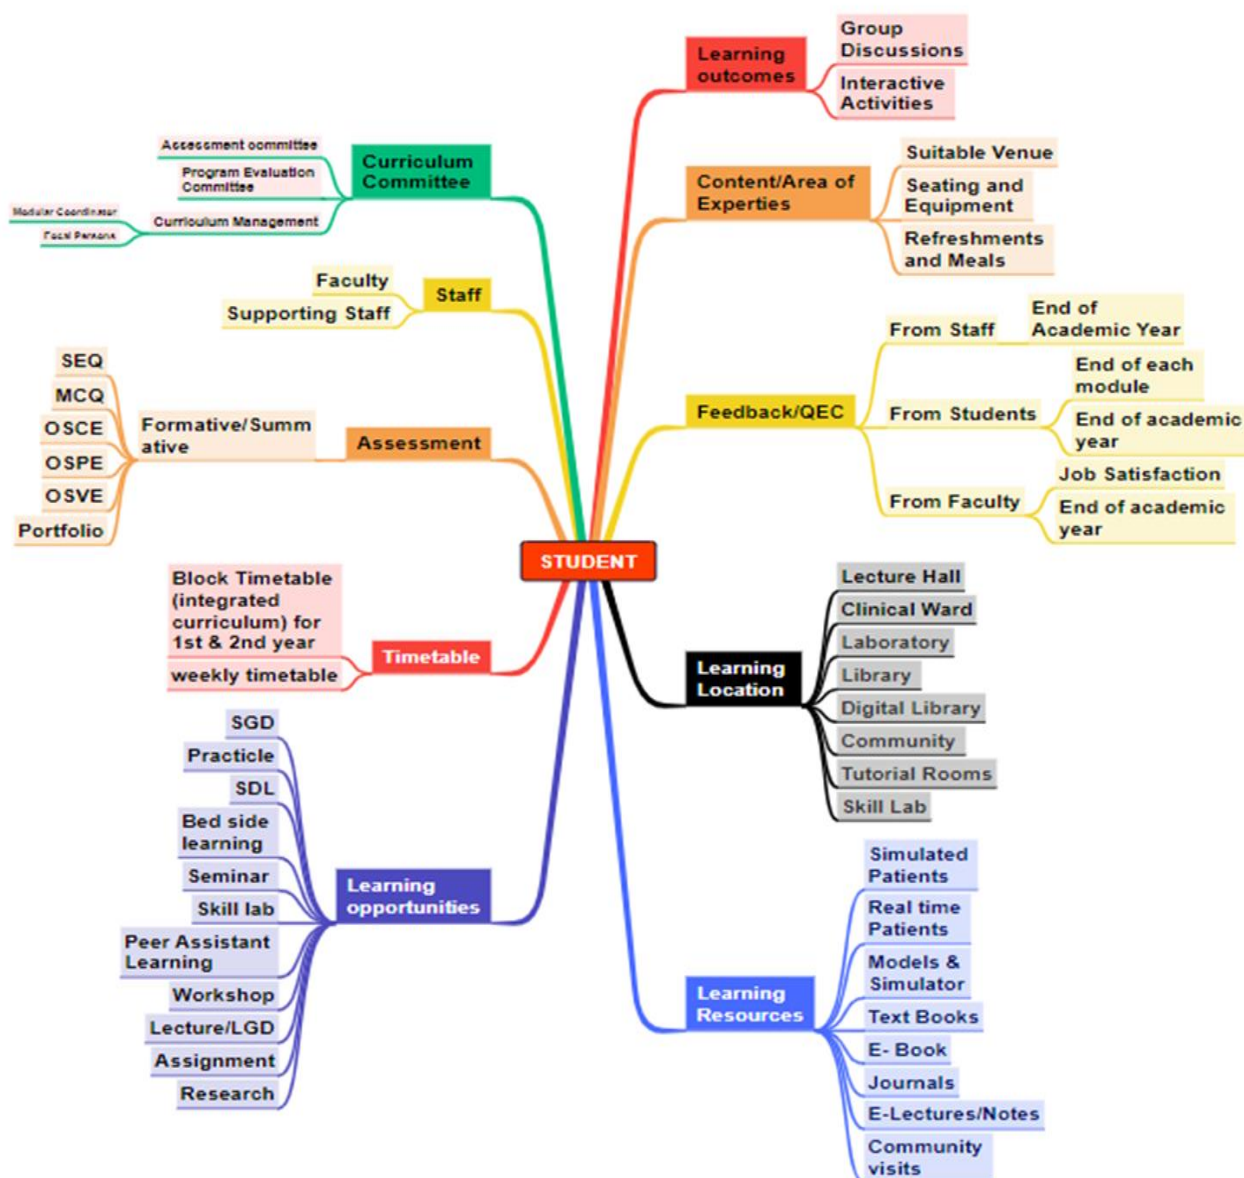 Group
Discussions
Learning
outcomes
Interactive
Activities
Assessment committee
Program Evaluation
Committee
Curriculum
Committee
Modular Coordinator
Focal Persons
Curriculum Management
Suitable Venue
Content/Area of
Experties
Seating and
Equipment
Refreshments
and Meals
Faculty
Supporting Staff
Staff
From Staff
End of
Academic Year
Feedback/QEC
From Students
End of each
module
End of academic
year
From Faculty
Job Satisfaction
End of academic
year
SEQ
MCQ
OSCE
OSPE
OSVE
Portfolio
Formative/Summ
ative
Assessment
STUDENT
Block Timetable
(integrated
curriculum) for
1st & 2nd year
weekly timetable
Timetable
Learning
Location
Lecture Hall
Clinical Ward
Laboratory
Library
Digital Library
Community
Tutorial Rooms
Skill Lab
SGD
Practicle
SDL
Bed side
learning
Seminar
Skill lab
Peer Assistant
Learning
Workshop
Lecture/LGD
Assignment
Research
Learning
opportunities
Learning
Resources
Simulated
Patients
Real time
Patients
Models &
Simulator
Text Books
E- Book
Journals
E-Lectures/Notes
Community
visits